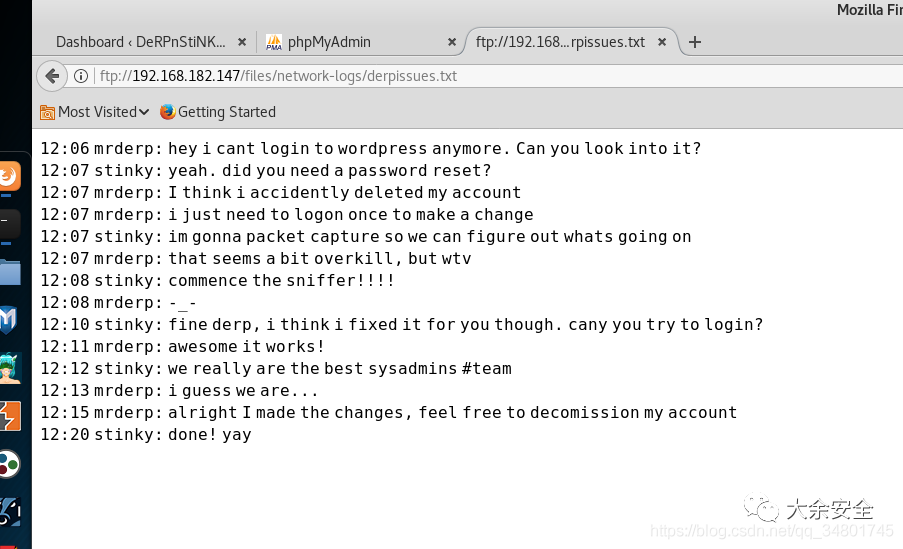 Mozilla Fir
Dashboard ‹ DeRPnStiNK... × phpMyAdmin × ftp://192.168...rpissues.txt ×
ftp://192.168.182.147/files/network-logs/derpissues.txt
Most Visited Getting Started
12:06 mrderp: hey i cant login to wordpress anymore. Can you look into it?
12:07 stinky: yeah. did you need a password reset?
12:07 mrderp: I think i accidently deleted my account
12:07 mrderp: i just need to logon once to make a change
12:07 stinky: im gonna packet capture so we can figure out whats going on
12:07 mrderp: that seems a bit overkill, but wtv
12:08 stinky: commence the sniffer!!!!
12:08 mrderp: -_-
12:10 stinky: fine derp, i think i fixed it for you though. cany you try to login?
12:11 mrderp: awesome it works!
12:12 stinky: we really are the best sysadmins #team
12:13 mrderp: i guess we are...
12:15 mrderp: alright I made the changes, feel free to decomission my account
12:20 stinky: done! yay
大余安全
https://blog.csdn.net/qq_34801745